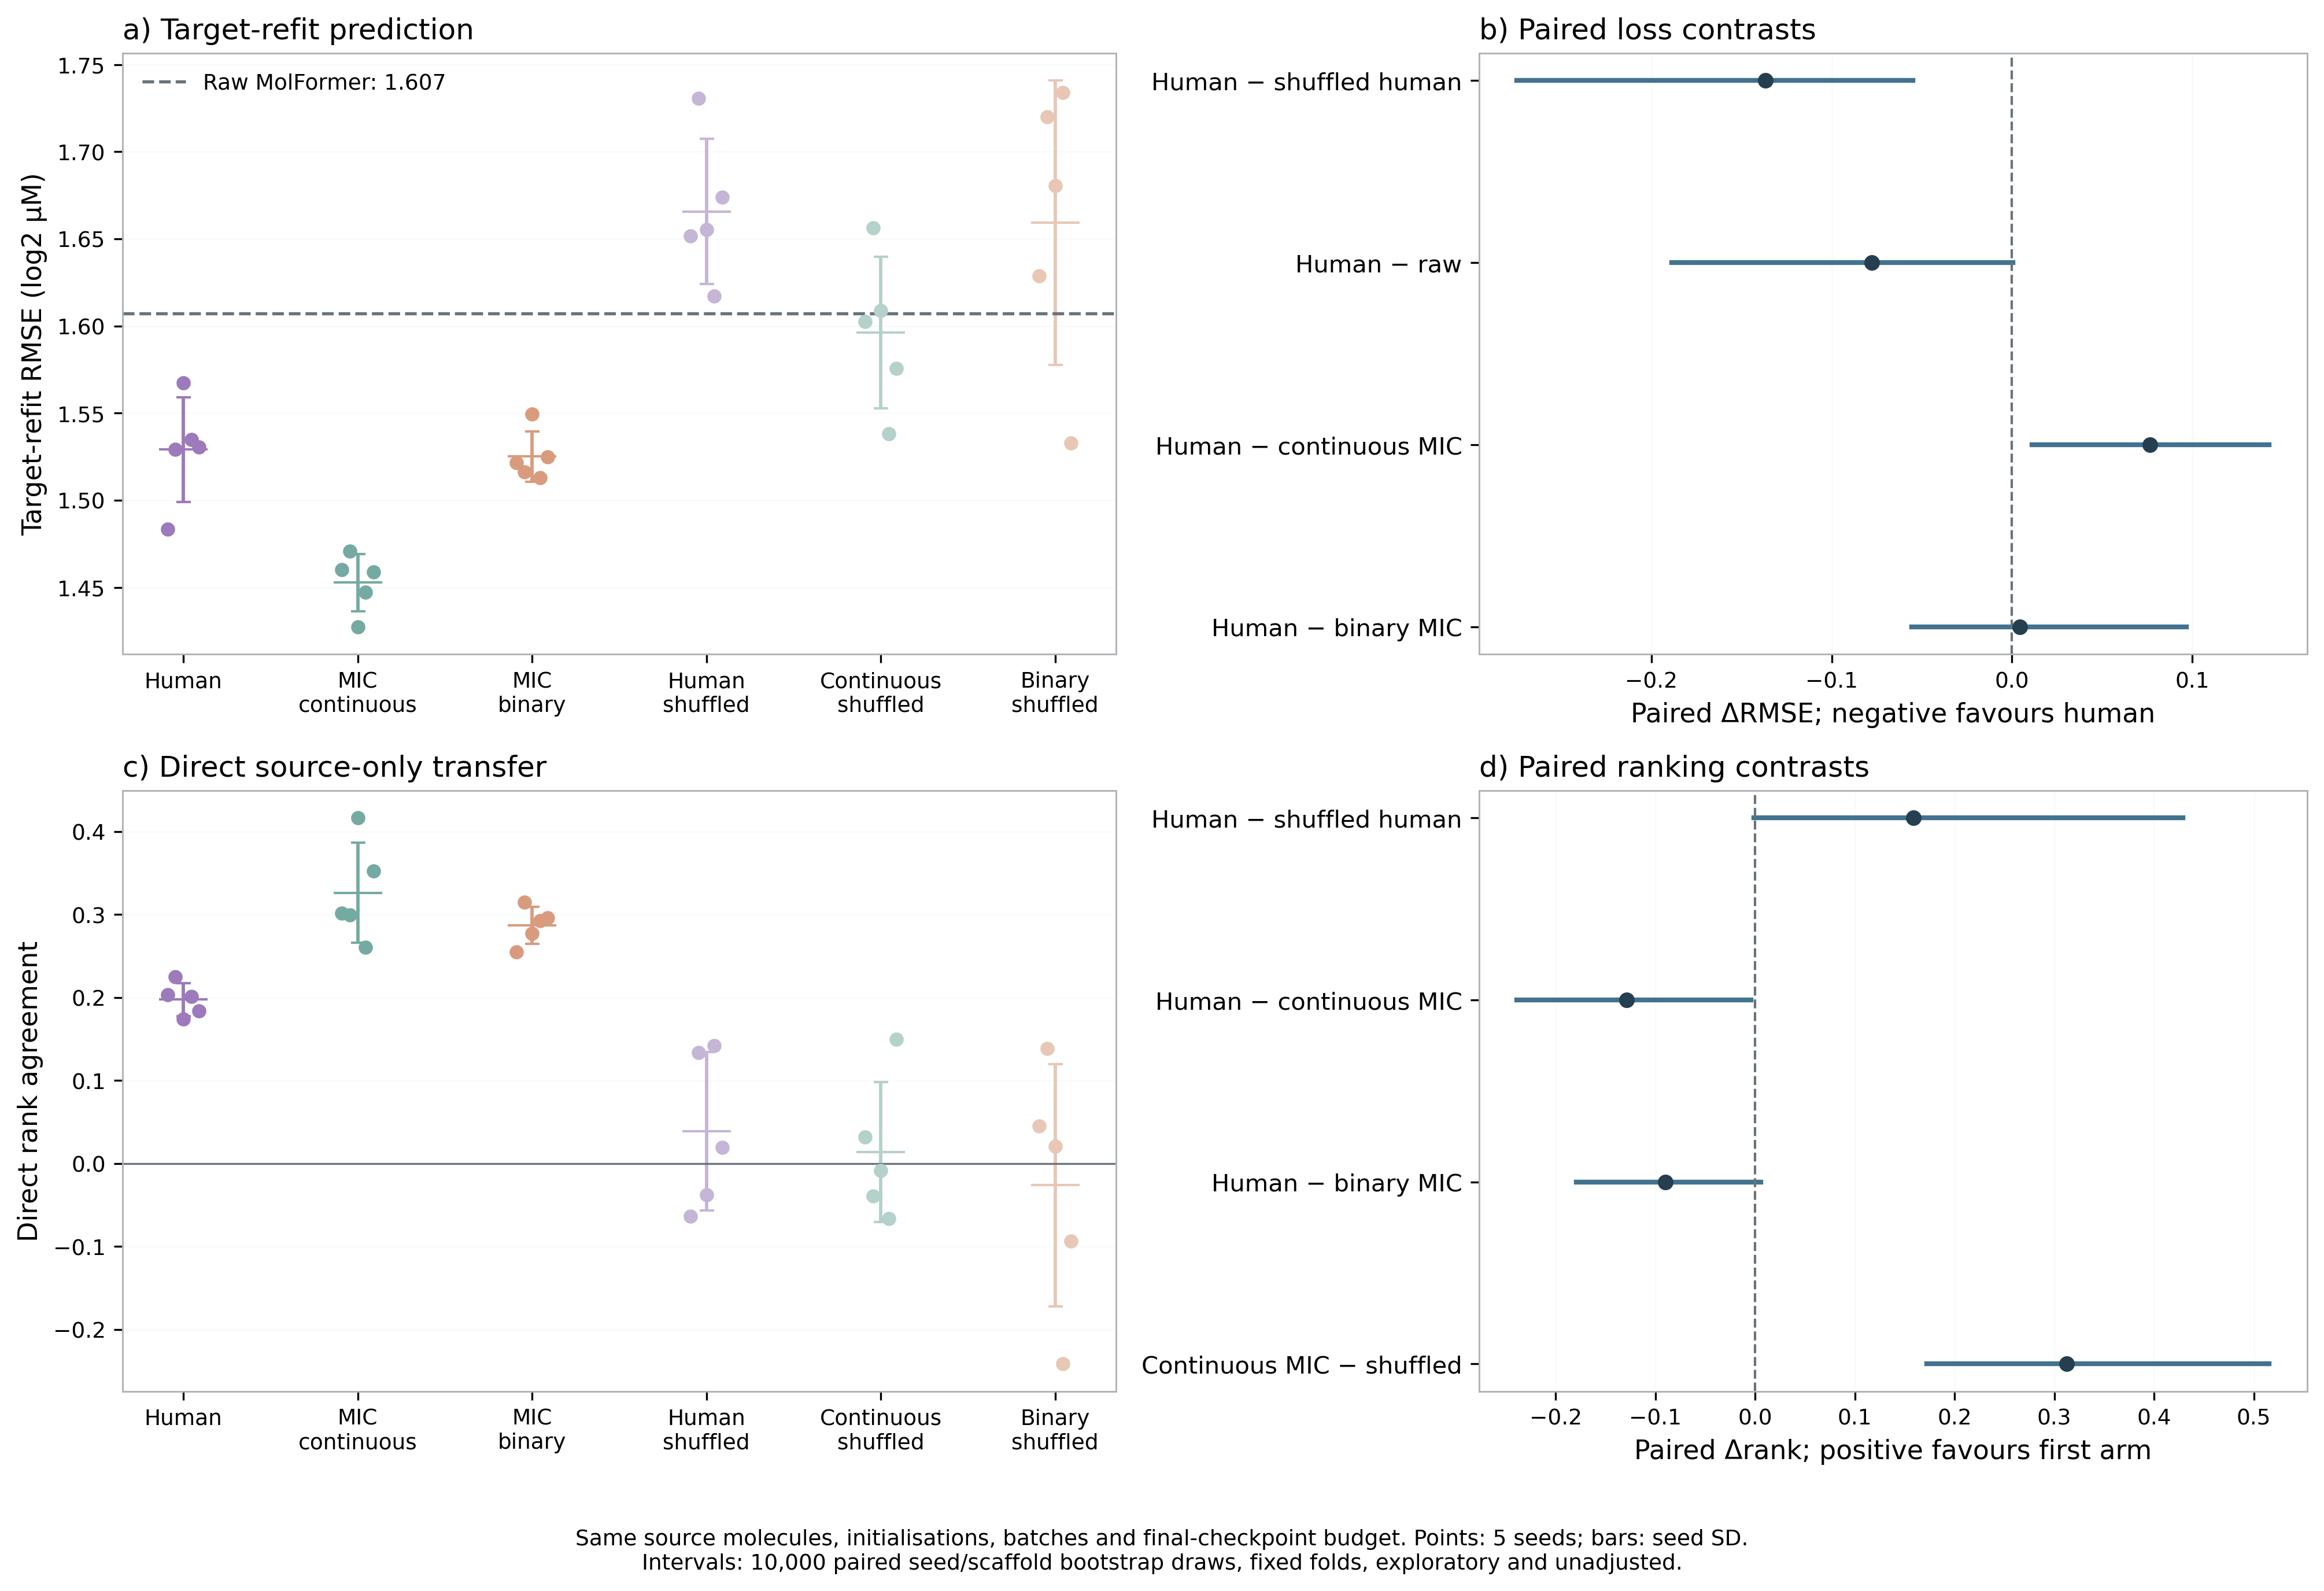 a) Target-refit prediction
Target-refit RMSE (log2 µM)
1.75
1.70
1.65
1.60
1.55
1.50
1.45
Raw MolFormer: 1.607
Human
MIC
continuous
MIC
binary
Human
shuffled
Continuous
shuffled
Binary
shuffled
b) Paired loss contrasts
Human − shuffled human
Human − raw
Human − continuous MIC
Human − binary MIC
−0.2
−0.1
0.0
0.1
Paired ΔRMSE; negative favours human
c) Direct source-only transfer
Direct rank agreement
0.4
0.3
0.2
0.1
0.0
−0.1
−0.2
Human
MIC
continuous
MIC
binary
Human
shuffled
Continuous
shuffled
Binary
shuffled
d) Paired ranking contrasts
Human − shuffled human
Human − continuous MIC
Human − binary MIC
Continuous MIC − shuffled
−0.2
−0.1
0.0
0.1
0.2
0.3
0.4
0.5
Paired Δrank; positive favours first arm
Same source molecules, initialisations, batches and final-checkpoint budget. Points: 5 seeds; bars: seed SD.
Intervals: 10,000 paired seed/scaffold bootstrap draws, fixed folds, exploratory and unadjusted.